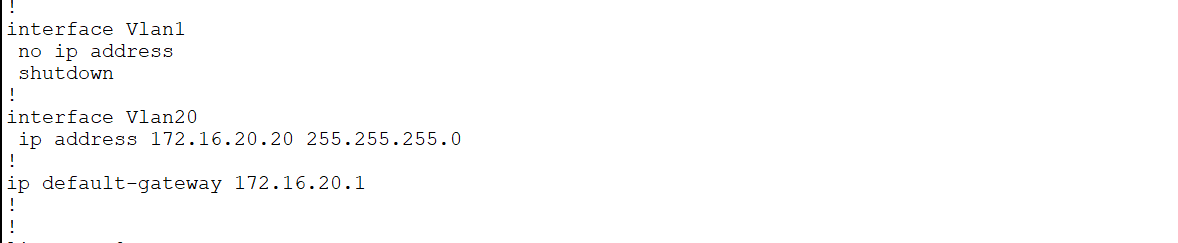 !
interface Vlan1
 no ip address
 shutdown
!
interface Vlan20
 ip address 172.16.20.20 255.255.255.0
!
ip default-gateway 172.16.20.1
!
!